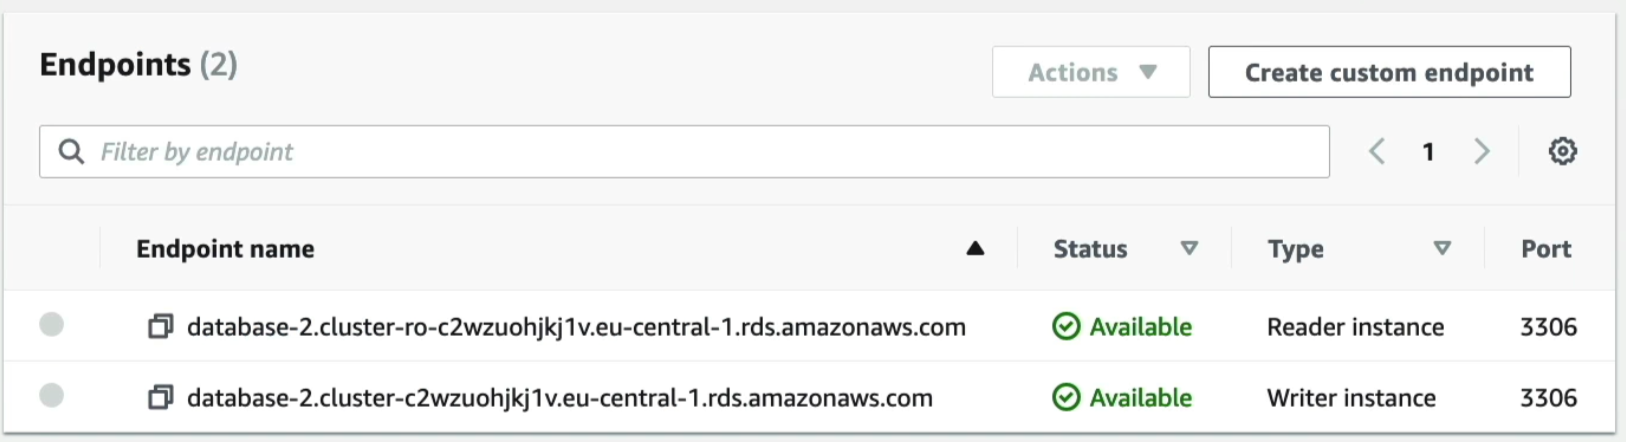 Endpoints (2)
Actions
Create custom endpoint
Filter by endpoint
1
Endpoint name Status Type Port
database-2.cluster-ro-c2wzuohjkj1v.eu-central-1.rds.amazonaws.com Available Reader instance 3306
database-2.cluster-c2wzuohjkj1v.eu-central-1.rds.amazonaws.com Available Writer instance 3306